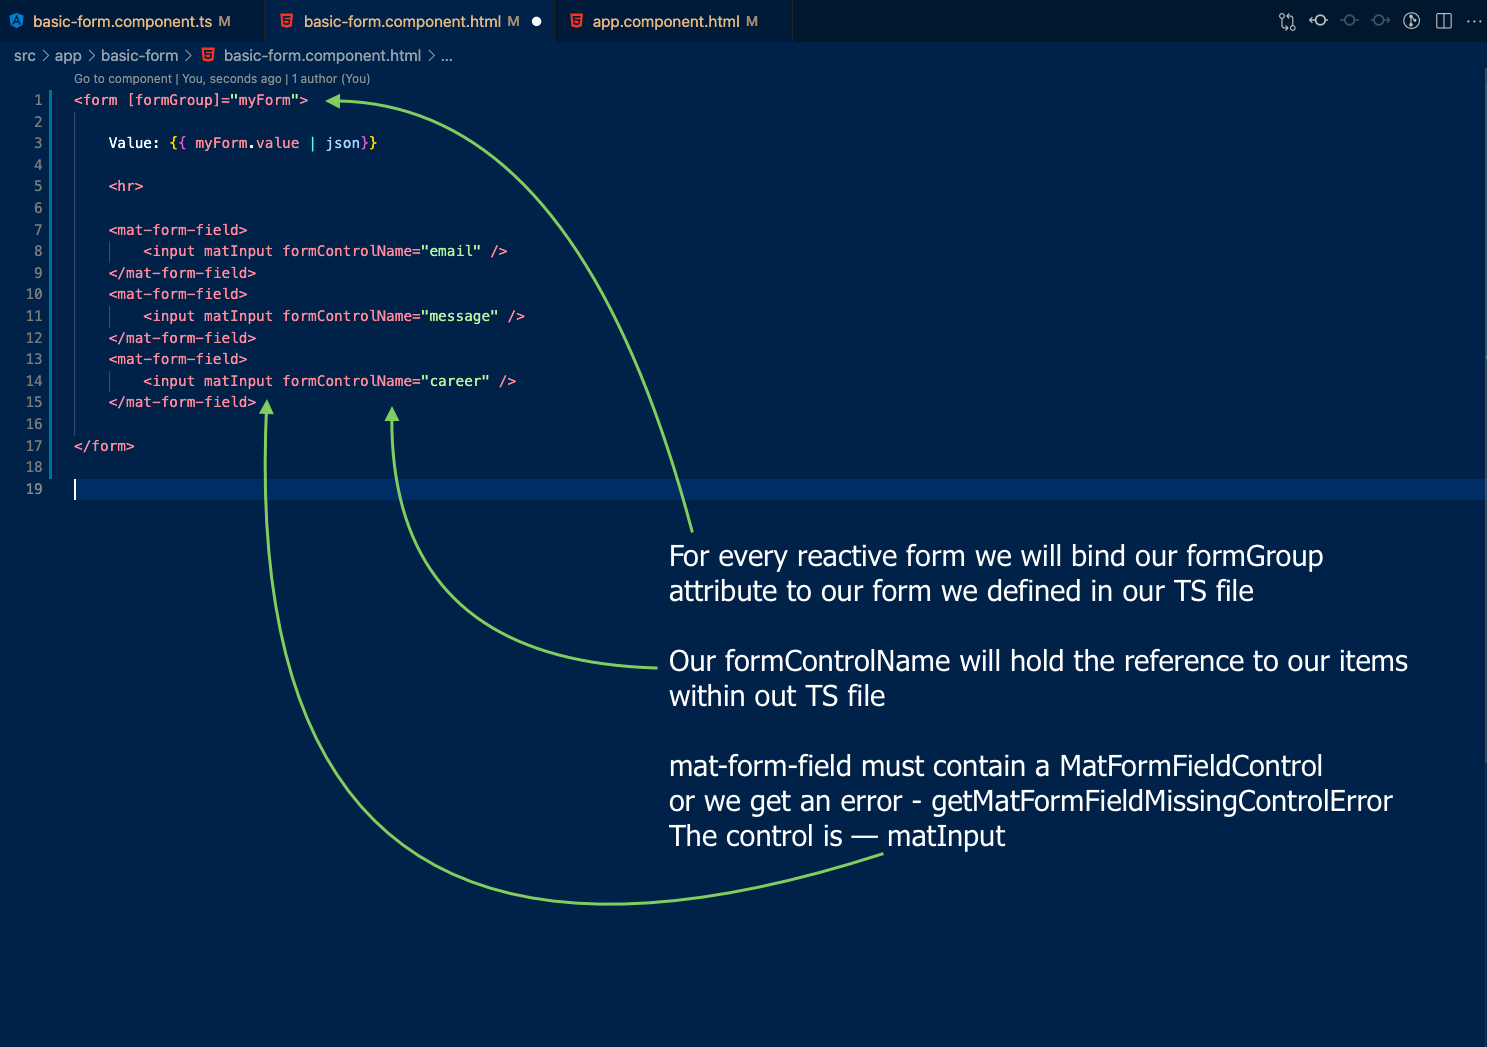 basic-form.component.ts M basic-form.component.html M app.component.html M
src > app > basic-form > basic-form.component.html > ...
Go to component | You, seconds ago | 1 author (You)
1 <form [formGroup]="myForm">
2
3 Value: {{ myForm.value | json}}
4
5 <hr>
6
7 <mat-form-field>
8 <input matInput formControlName="email" />
9 </mat-form-field>
10 <mat-form-field>
11 <input matInput formControlName="message" />
12 </mat-form-field>
13 <mat-form-field>
14 <input matInput formControlName="career" />
15 </mat-form-field>
16
17 </form>
18
19
For every reactive form we will bind our formGroup
attribute to our form we defined in our TS file
Our formControlName will hold the reference to our items
within out TS file
mat-form-field must contain a MatFormFieldControl
or we get an error - getMatFormFieldMissingControlError
The control is — matInput